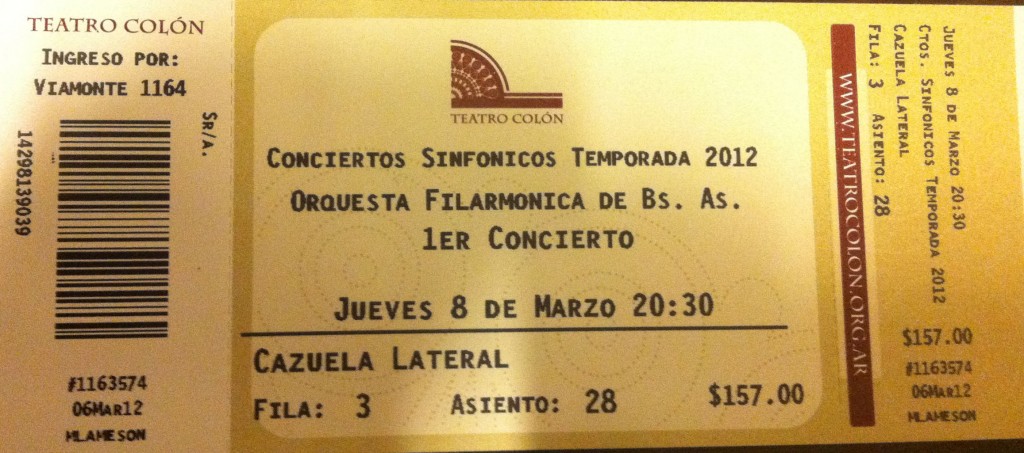 TEATRO COLÓN
INGRESO POR:
VIAMONTE 1164
SR/A.
14298139039
#1163574
06MAR12
MLAMESON
TEATRO COLÓN
CONCIERTOS SINFONICOS TEMPORADA 2012
ORQUESTA FILARMONICA DE BS. AS.
1ER CONCIERTO
JUEVES 8 DE MARZO 20:30
CAZUELA LATERAL
FILA: 3 ASIENTO: 28 $157.00
WWW.TEATROCOLON.ORG.AR
JUEVES 8 DE MARZO 20:30
CTOS. SINFONICOS TEMPORADA 2012
CAZUELA LATERAL
FILA: 3 ASIENTO: 28
$157.00
#1163574
06MAR12
MLAMESON